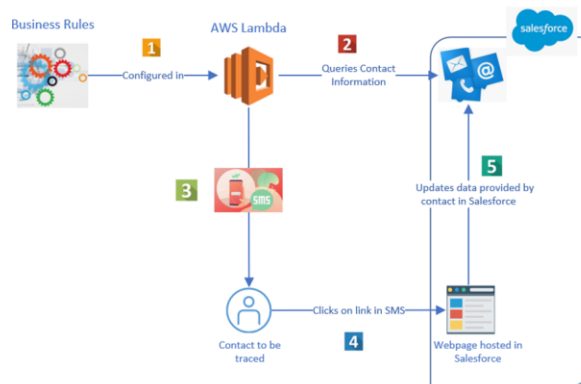 Business Rules
AWS Lambda
salesforce
1
Configured in
2
Queries Contact
Information
3
SMS
5
Updates data provided by
contact in Salesforce
Clicks on link in SMS
4
Contact to be
traced
Webpage hosted in
Salesforce